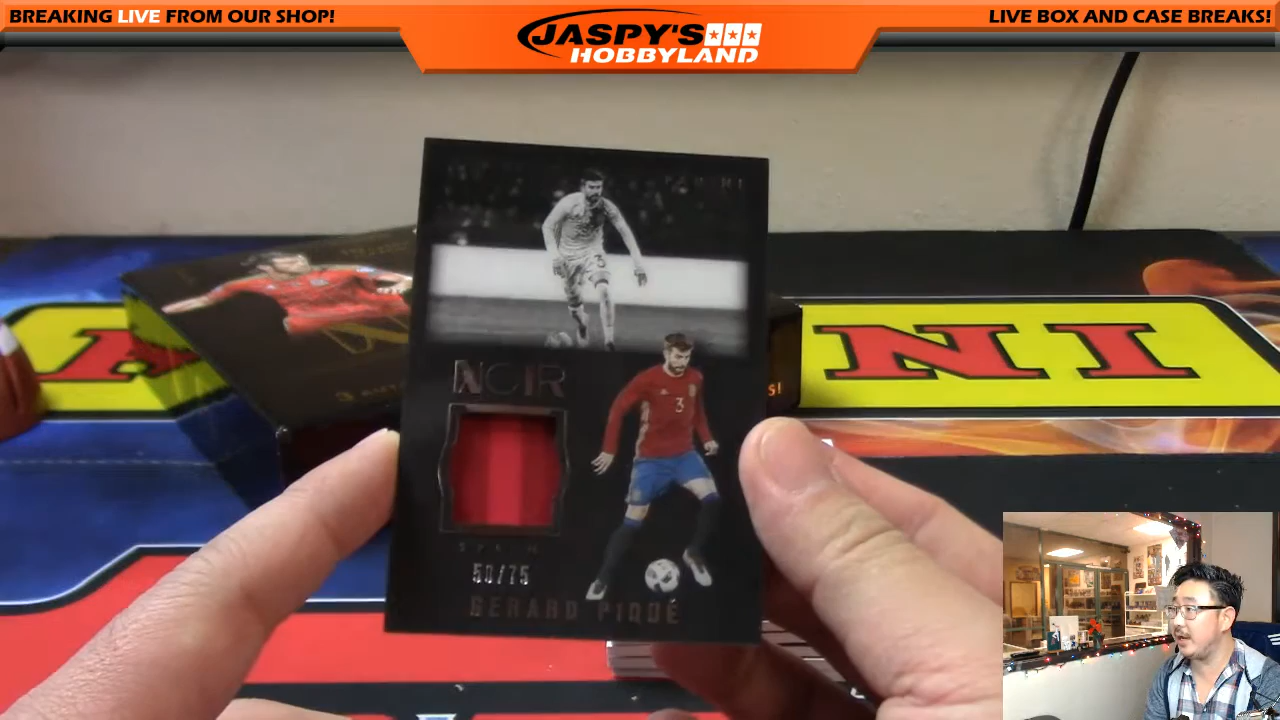 BREAKING LIVE FROM OUR SHOP!
JASPY'S
HOBBYLAND
LIVE BOX AND CASE BREAKS!
PANINI
NOIR
3
SPAIN
50/75
GERARD PIQUÉ
A
NI
S!